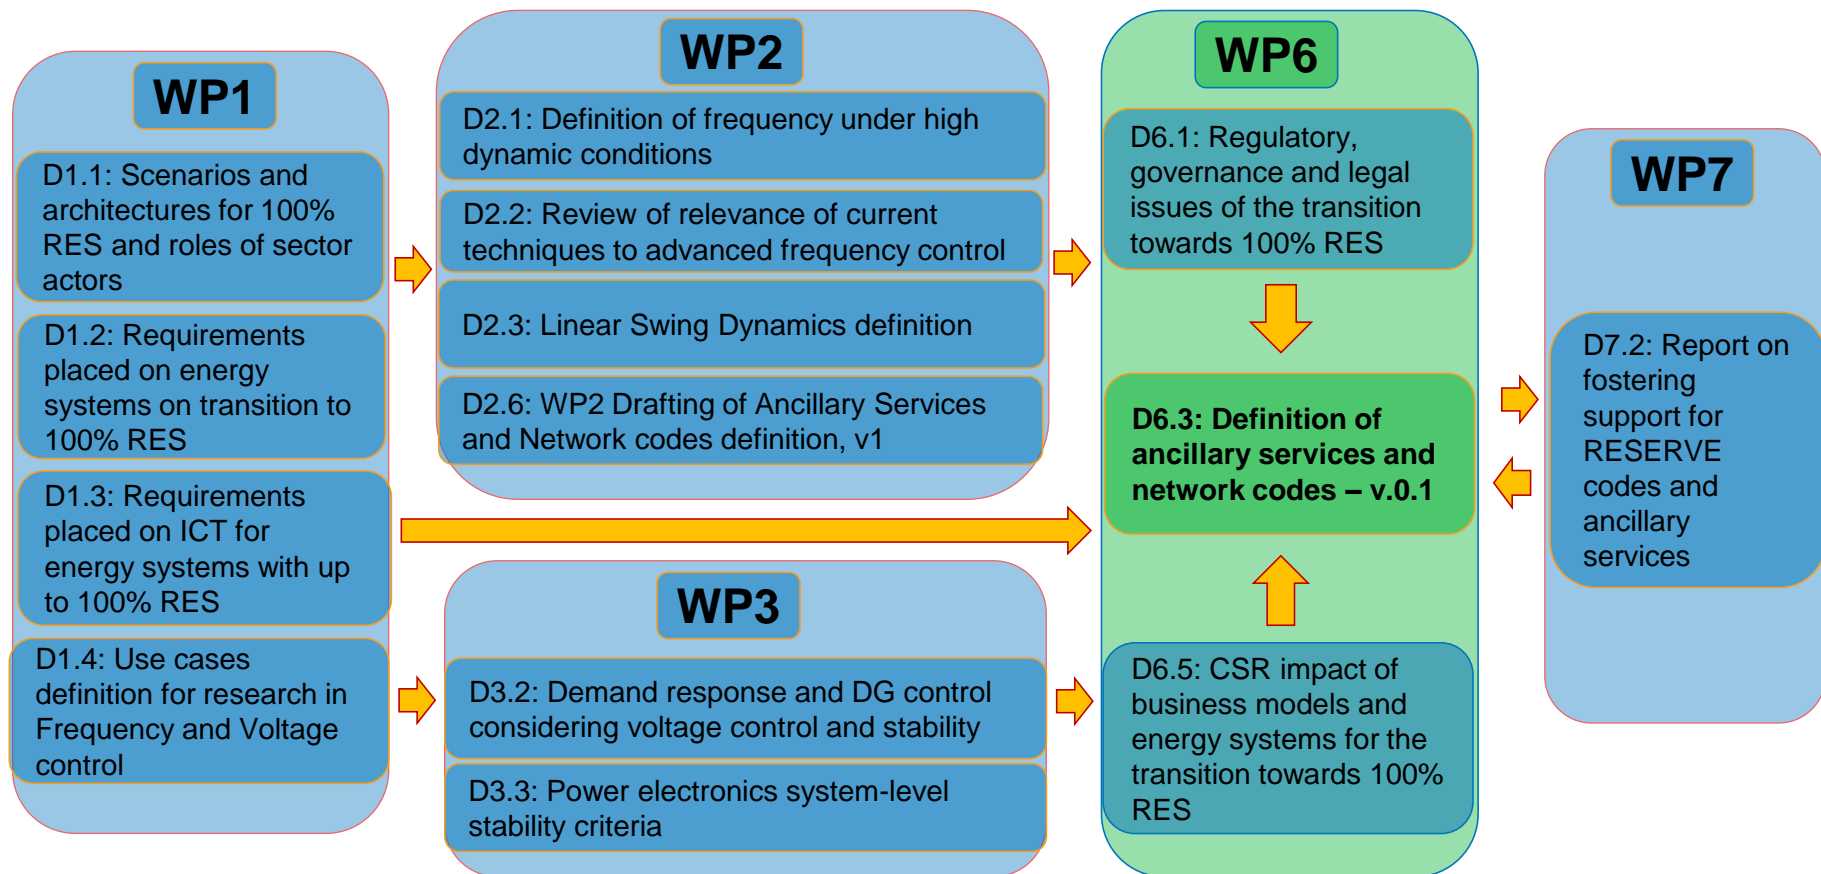 WP1
D1.1: Scenarios and
architectures for 100%
RES and roles of sector
actors
D1.2: Requirements
placed on energy
systems on transition to
100% RES
D1.3: Requirements
placed on ICT for
energy systems with up
to 100% RES
D1.4: Use cases
definition for research in
Frequency and Voltage
control
WP2
D2.1: Definition of frequency under high
dynamic conditions
D2.2: Review of relevance of current
techniques to advanced frequency control
D2.3: Linear Swing Dynamics definition
D2.6: WP2 Drafting of Ancillary Services
and Network codes definition, v1
WP3
D3.2: Demand response and DG control
considering voltage control and stability
D3.3: Power electronics system-level
stability criteria
WP6
D6.1: Regulatory,
governance and legal
issues of the transition
towards 100% RES
D6.3: Definition of
ancillary services and
network codes – v.0.1
D6.5: CSR impact of
business models and
energy systems for the
transition towards 100%
RES
WP7
D7.2: Report on
fostering
support for
RESERVE
codes and
ancillary
services